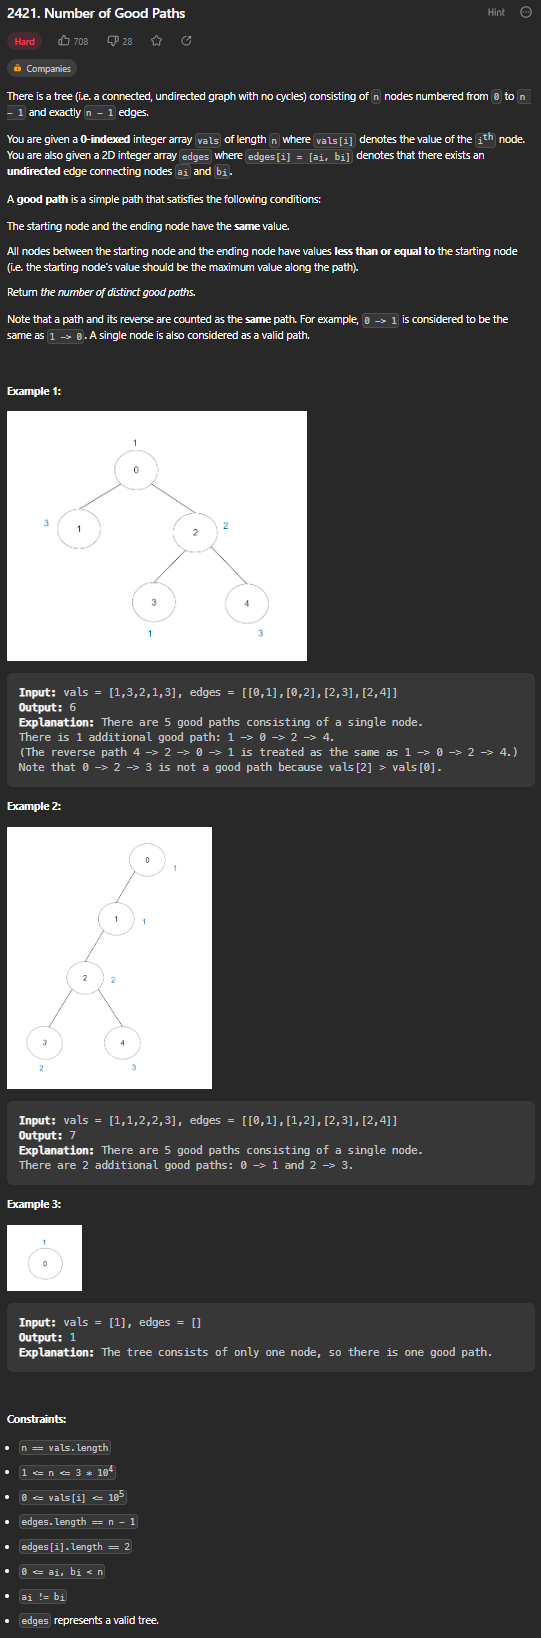 2421. Number of Good Paths
Hint
Hard
708
28
Companies
There is a tree (i.e. a connected, undirected graph with no cycles) consisting of n nodes numbered from 0 to n
- 1 and exactly n - 1 edges.
You are given a 0-indexed integer array vals of length n where vals[i] denotes the value of the ith node.
You are also given a 2D integer array edges where edges[i] = [ai, bi] denotes that there exists an
undirected edge connecting nodes ai and bi.
A good path is a simple path that satisfies the following conditions:
The starting node and the ending node have the same value.
All nodes between the starting node and the ending node have values less than or equal to the starting node
(i.e. the starting node's value should be the maximum value along the path).
Return the number of distinct good paths.
Note that a path and its reverse are counted as the same path. For example, 0 -> 1 is considered to be the
same as 1 -> 0. A single node is also considered as a valid path.
Example 1:
1
0
3
1
2
2
3
4
1
3
Input: vals = [1,3,2,1,3], edges = [[0,1],[0,2],[2,3],[2,4]]
Output: 6
Explanation: There are 5 good paths consisting of a single node.
There is 1 additional good path: 1 -> 0 -> 2 -> 4.
(The reverse path 4 -> 2 -> 0 -> 1 is treated as the same as 1 -> 0 -> 2 -> 4.)
Note that 0 -> 2 -> 3 is not a good path because vals[2] > vals[0].
Example 2:
0
1
1
1
2
2
3
4
2
3
Input: vals = [1,1,2,2,3], edges = [[0,1],[1,2],[2,3],[2,4]]
Output: 7
Explanation: There are 5 good paths consisting of a single node.
There are 2 additional good paths: 0 -> 1 and 2 -> 3.
Example 3:
1
0
Input: vals = [1], edges = []
Output: 1
Explanation: The tree consists of only one node, so there is one good path.
Constraints:
• n == vals.length
• 1 <= n <= 3 * 10⁴
• 0 <= vals[i] <= 10⁵
• edges.length == n - 1
• edges[i].length == 2
• 0 <= ai, bi < n
• ai != bi
• edges represents a valid tree.